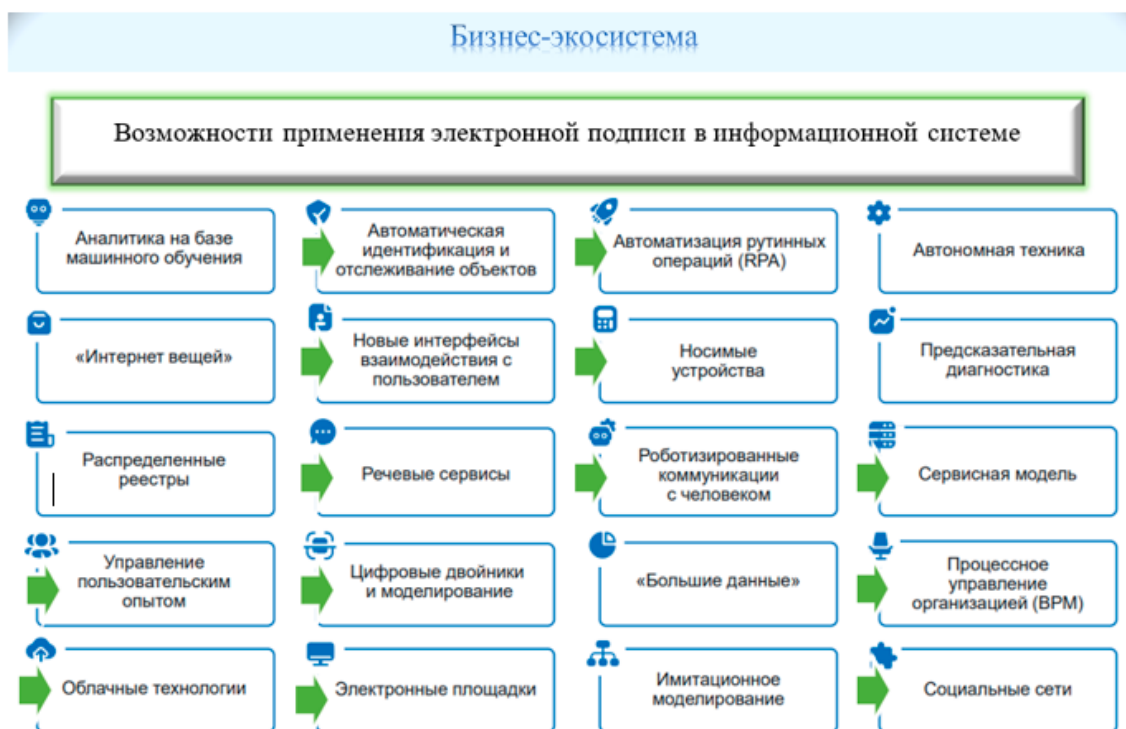 Бизнес-экосистема
Возможности применения электронной подписи в информационной системе
Аналитика на базе
машинного обучения
Автоматическая
идентификация и
отслеживание объектов
Автоматизация рутинных
операций (RPA)
Автономная техника
«Интернет вещей»
Новые интерфейсы
взаимодействия с
пользователем
Носимые
устройства
Предсказательная
диагностика
Распределенные
реестры
Речевые сервисы
Роботизированные
коммуникации
с человеком
Сервисная модель
Управление
пользовательским
опытом
Цифровые двойники
и моделирование
«Большие данные»
Процессное
управление
организацией (BPM)
Облачные технологии
Электронные площадки
Имитационное
моделирование
Социальные сети